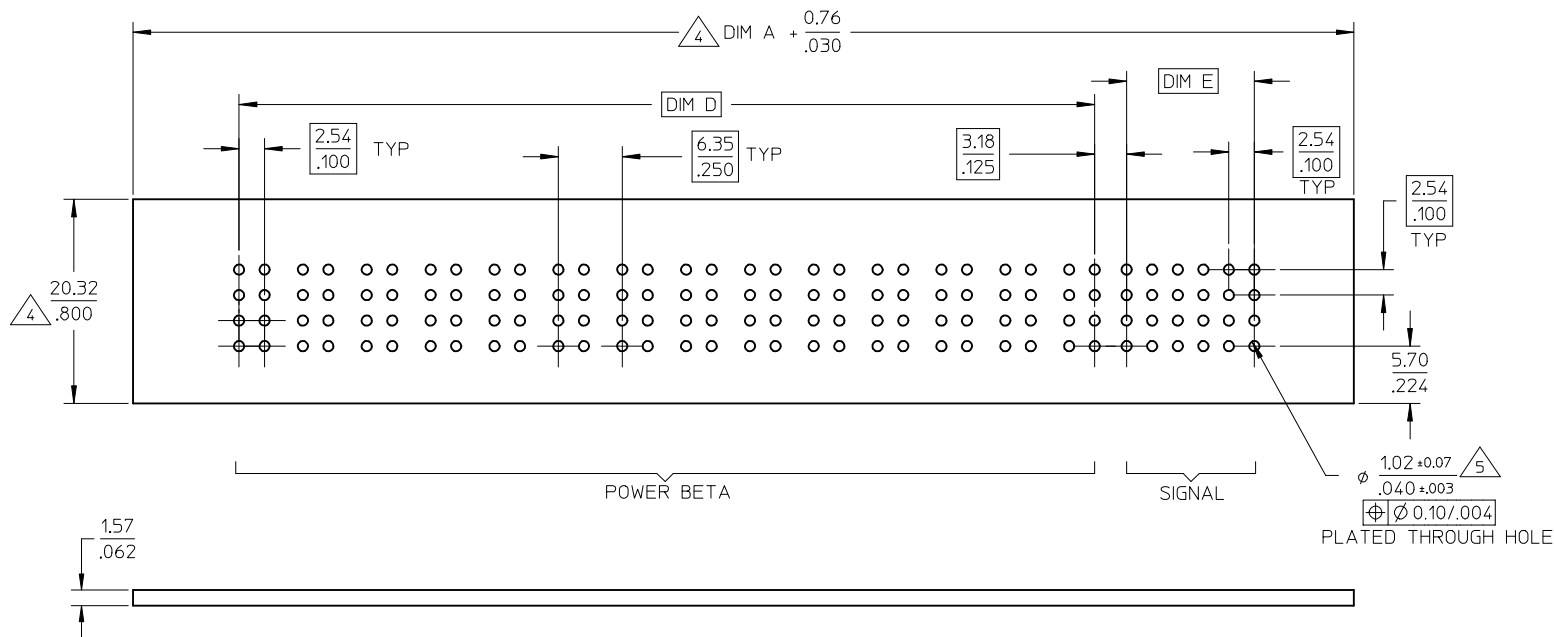 4 DIM A + 0.76
.030
DIM E
DIM D
2.54
.100
TYP
6.35
.250
TYP
3.18
.125
2.54
.100
TYP
2.54
.100
TYP
4 20.32
.800
5.70
.224
POWER BETA
SIGNAL
⌀ 1.02 ±0.07 5
.040 ±.003
⌖ ⌀ 0.10/.004
PLATED THROUGH HOLE
1.57
.062